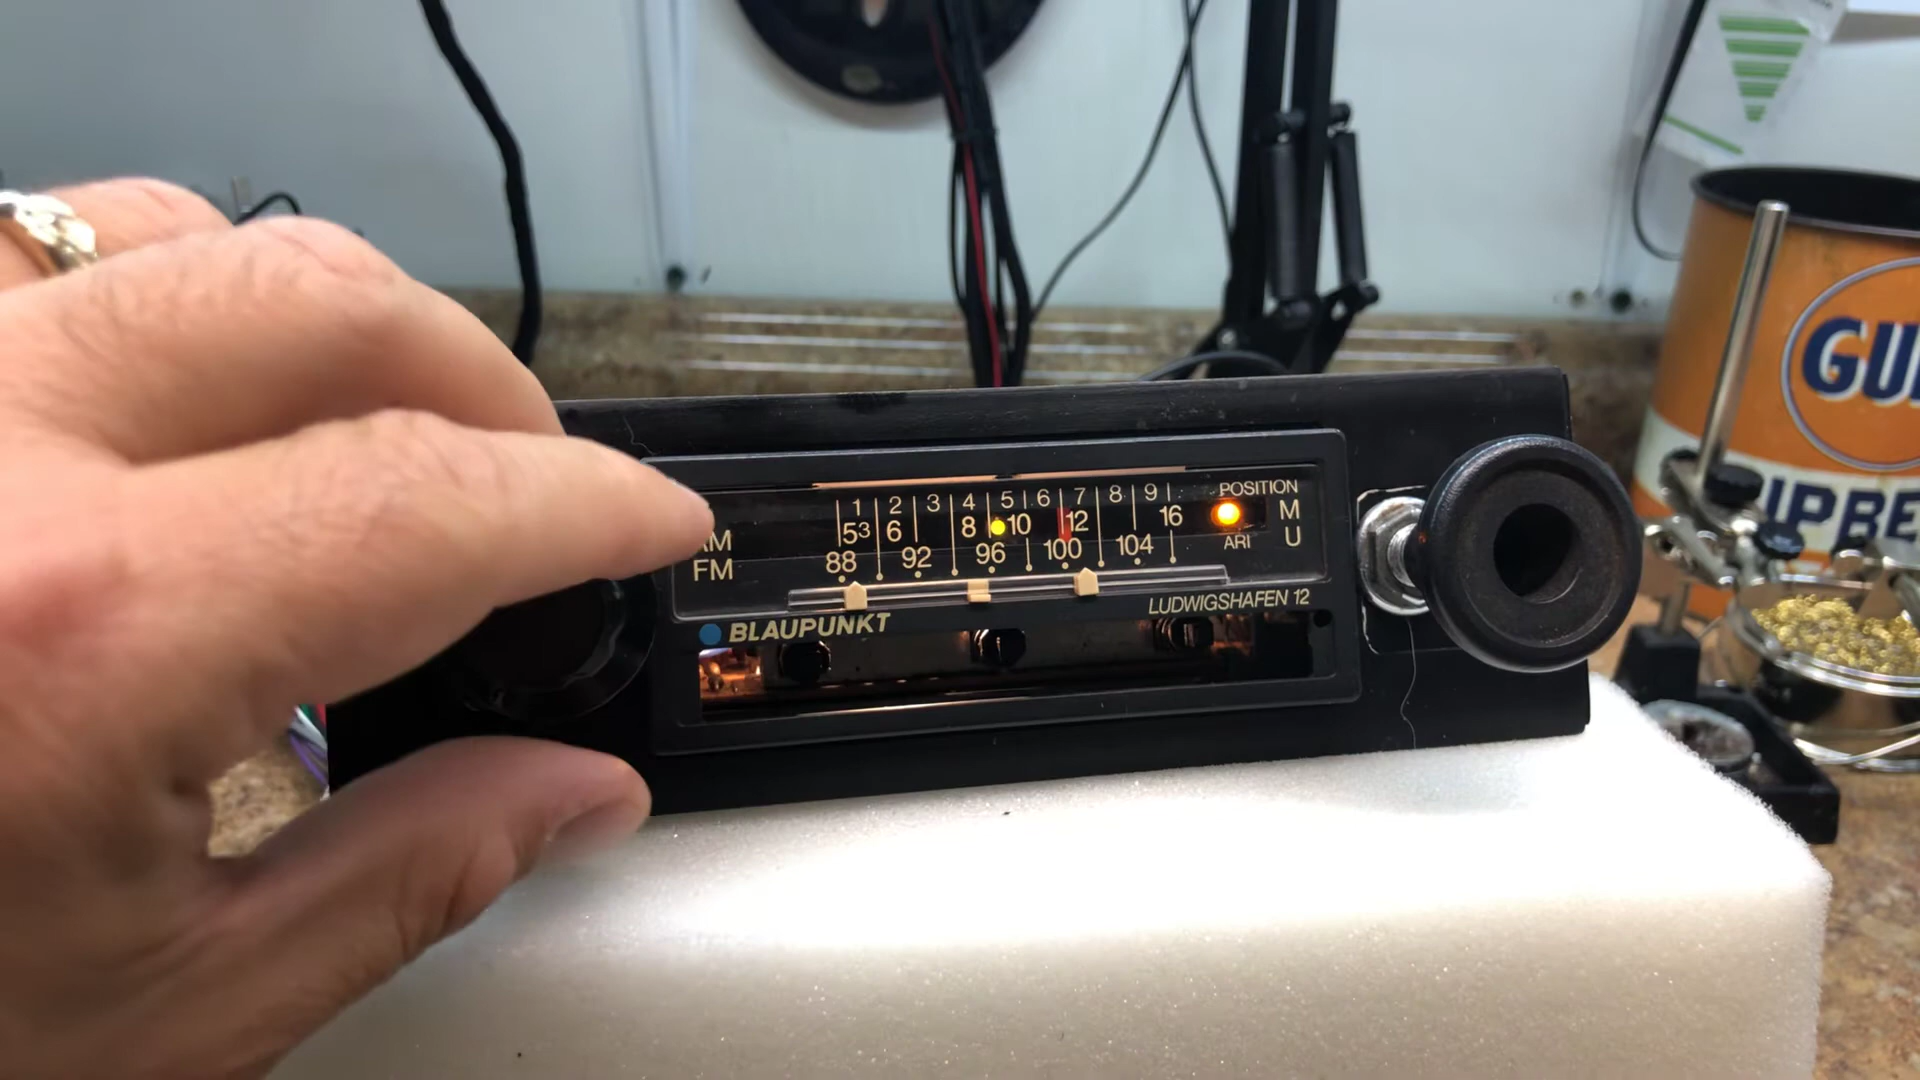 1 2 3 4 5 6 7 8 9
POSITION
53 6 8 10 12 16
M
AM
88 92 96 100 104
ARI
U
FM
LUDWIGSHAFEN 12
BLAUPUNKT
GU